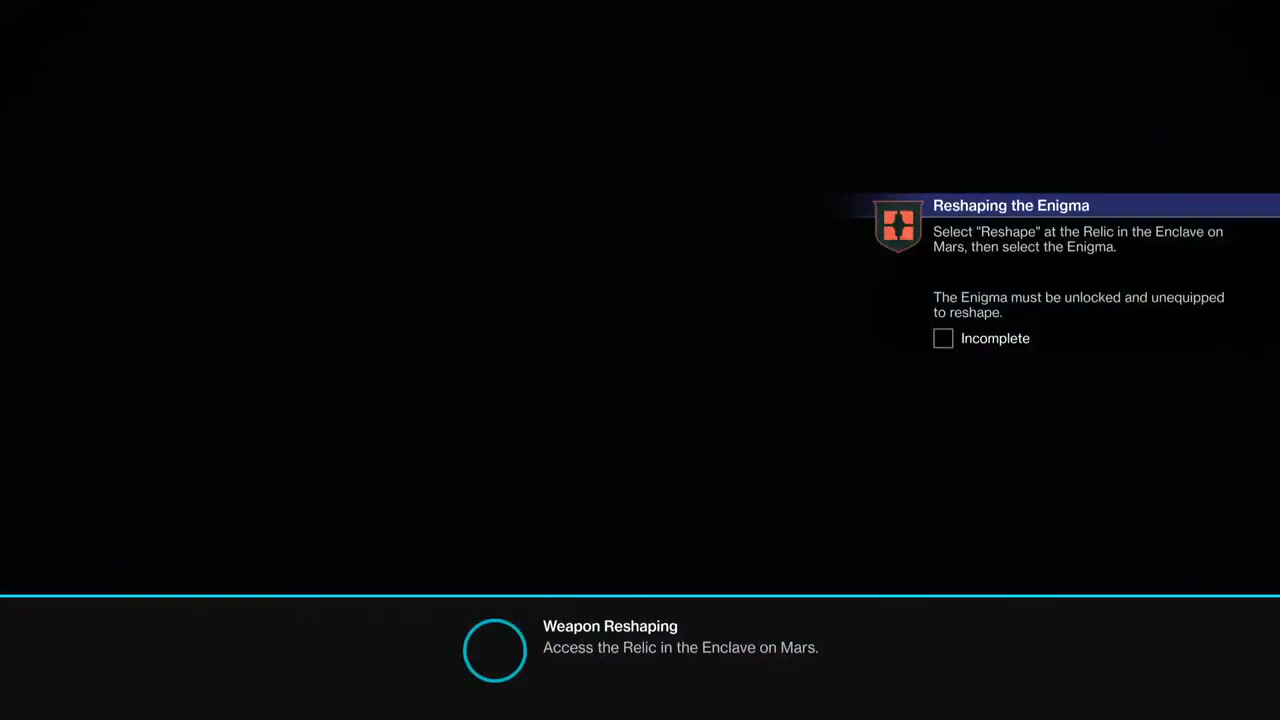 Reshaping the Enigma
Select "Reshape" at the Relic in the Enclave on
Mars, then select the Enigma.
The Enigma must be unlocked and unequipped
to reshape.
Incomplete
Weapon Reshaping
Access the Relic in the Enclave on Mars.